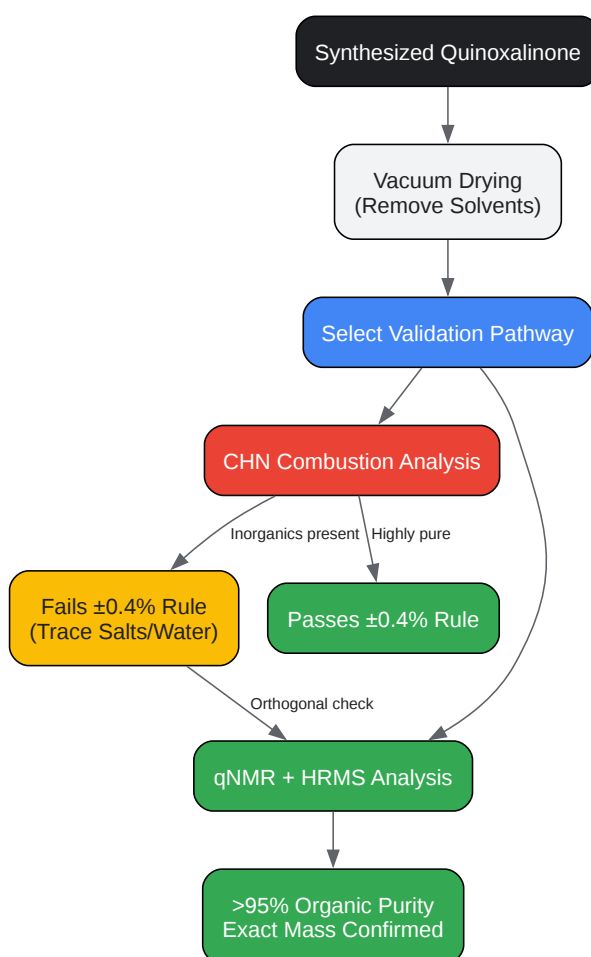 Synthesized Quinoxalinone
Vacuum Drying
(Remove Solvents)
Select Validation Pathway
CHN Combustion Analysis
Inorganics present
Highly pure
Fails ±0.4% Rule
(Trace Salts/Water)
Passes ±0.4% Rule
Orthogonal check
qNMR + HRMS Analysis
>95% Organic Purity
Exact Mass Confirmed